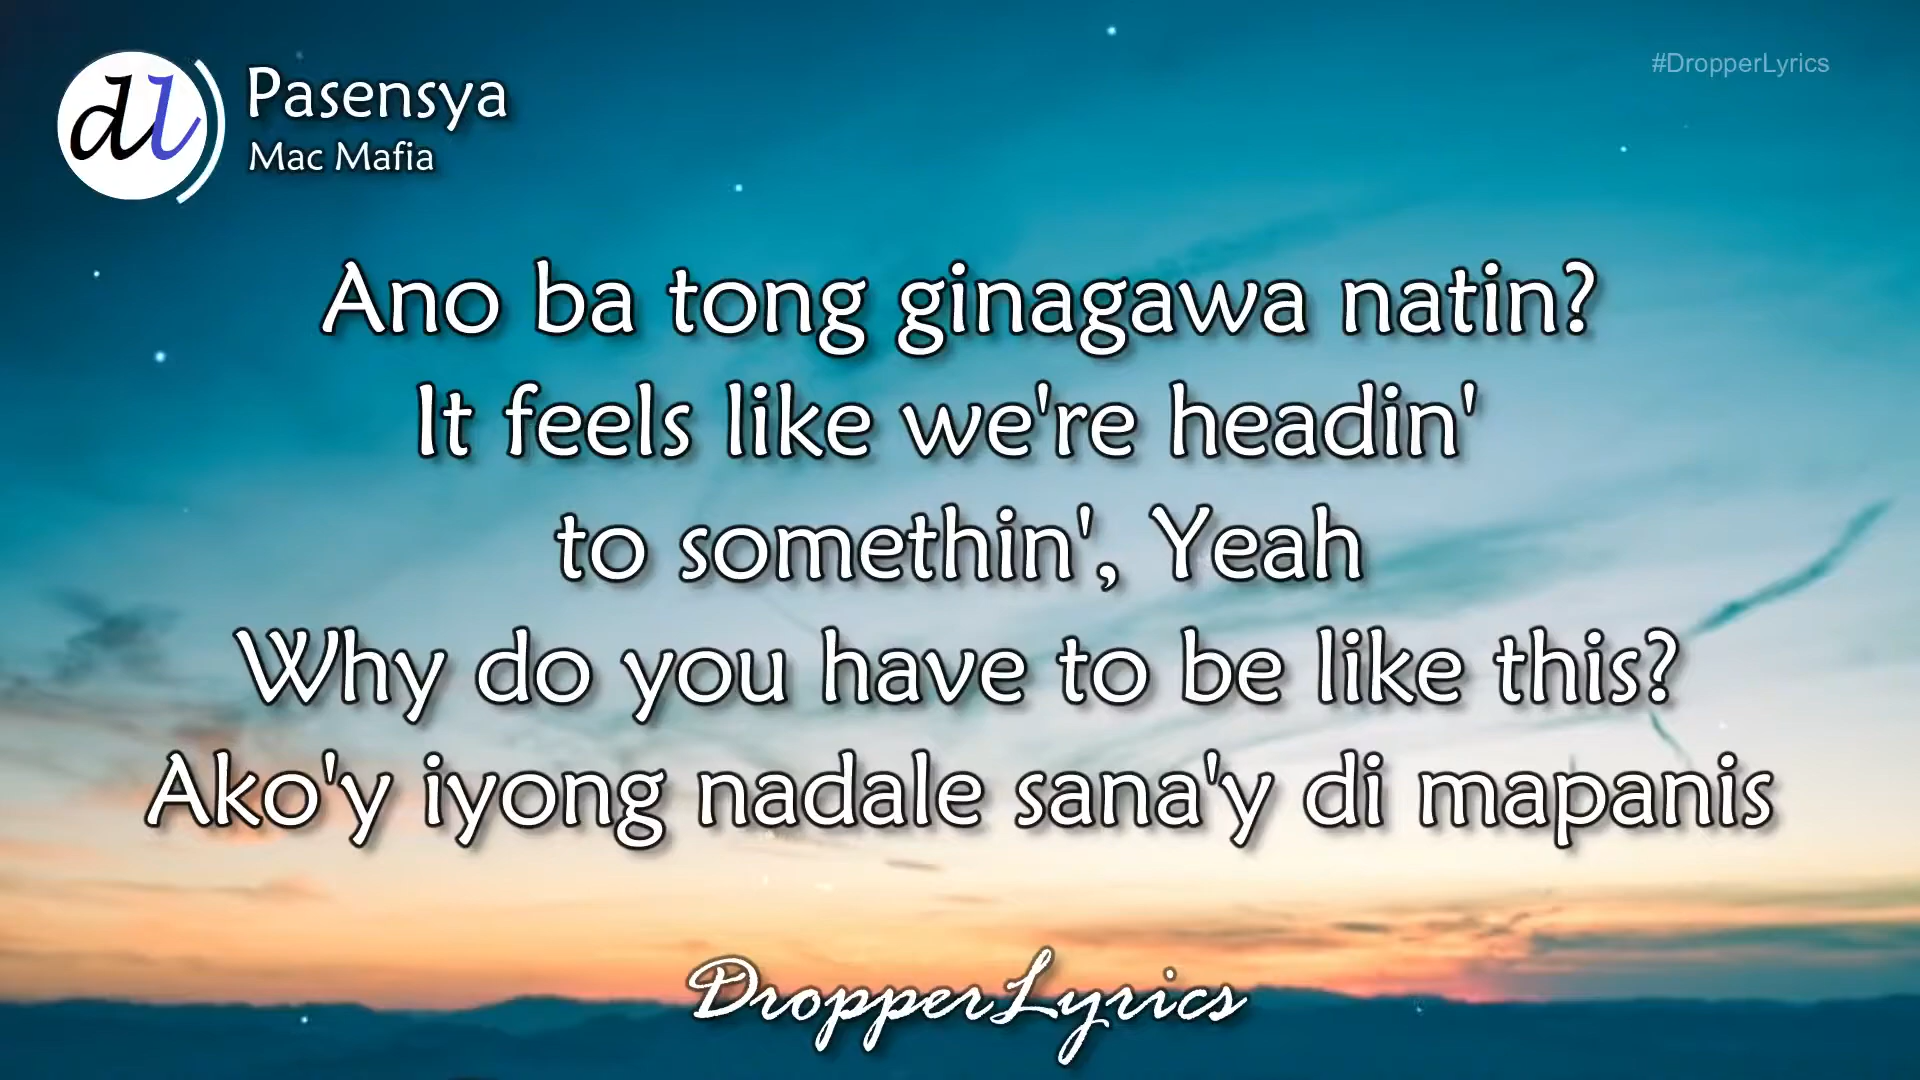 dl
Pasensya
Mac Mafia
#DropperLyrics
Ano ba tong ginagawa natin?
It feels like we're headin'
to somethin', Yeah
Why do you have to be like this?
Ako'y iyong nadale sana'y di mapanis
DropperLyrics